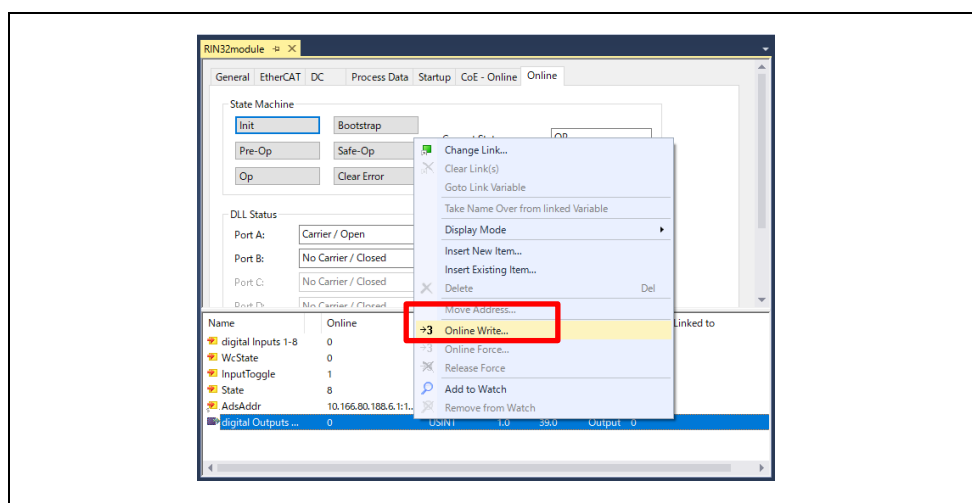 RIN32module
General EtherCAT DC Process Data Startup CoE - Online Online
State Machine
Init Bootstrap
Pre-Op Safe-Op
Op Clear Error
OP
DLL Status
Port A: Carrier / Open
Port B: No Carrier / Closed
Port C: No Carrier / Closed
Port D: No Carrier / Closed
Change Link...
Clear Link(s)
Goto Link Variable
Take Name Over from linked Variable
Display Mode
Insert New Item...
Insert Existing Item...
Delete Del
Move Address...
→3 Online Write...
→3 Online Force...
Release Force
Add to Watch
Remove from Watch
Name Online Linked to
digital Inputs 1-8 0
WcState 0
InputToggle 1
State 8
AdsAddr 10.166.80.188.6.1:1...
digital Outputs ... 0 USINT 1.0 39.0 Output 0